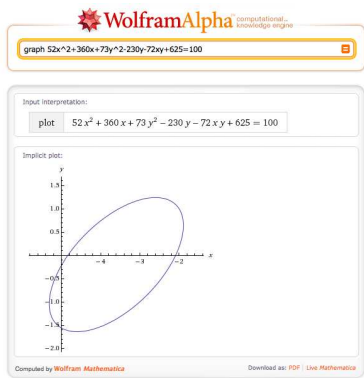 WolframAlpha computational... knowledge engine
graph 52x^2+360x+73y^2-230y-72xy+625=100
Input interpretation:
plot 52 x² + 360 x + 73 y² − 230 y − 72 x y + 625 = 100
Implicit plot:
y
1.5
1.0
0.5
x
−4 −3 −2
−0.5
−1.0
−1.5
−2.0
Computed by Wolfram Mathematica
Download as: PDF | Live Mathematica